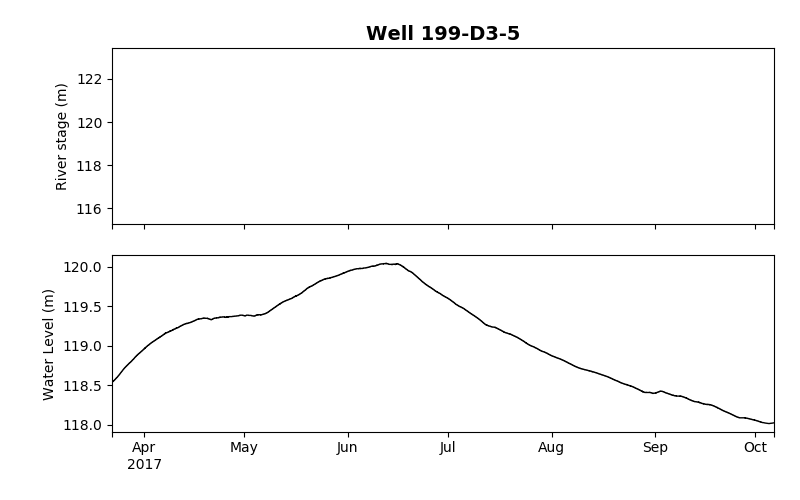 Well 199-D3-5
River stage (m)
122
120
118
116
Water Level (m)
120.0
119.5
119.0
118.5
118.0
Apr May Jun Jul Aug Sep Oct
2017